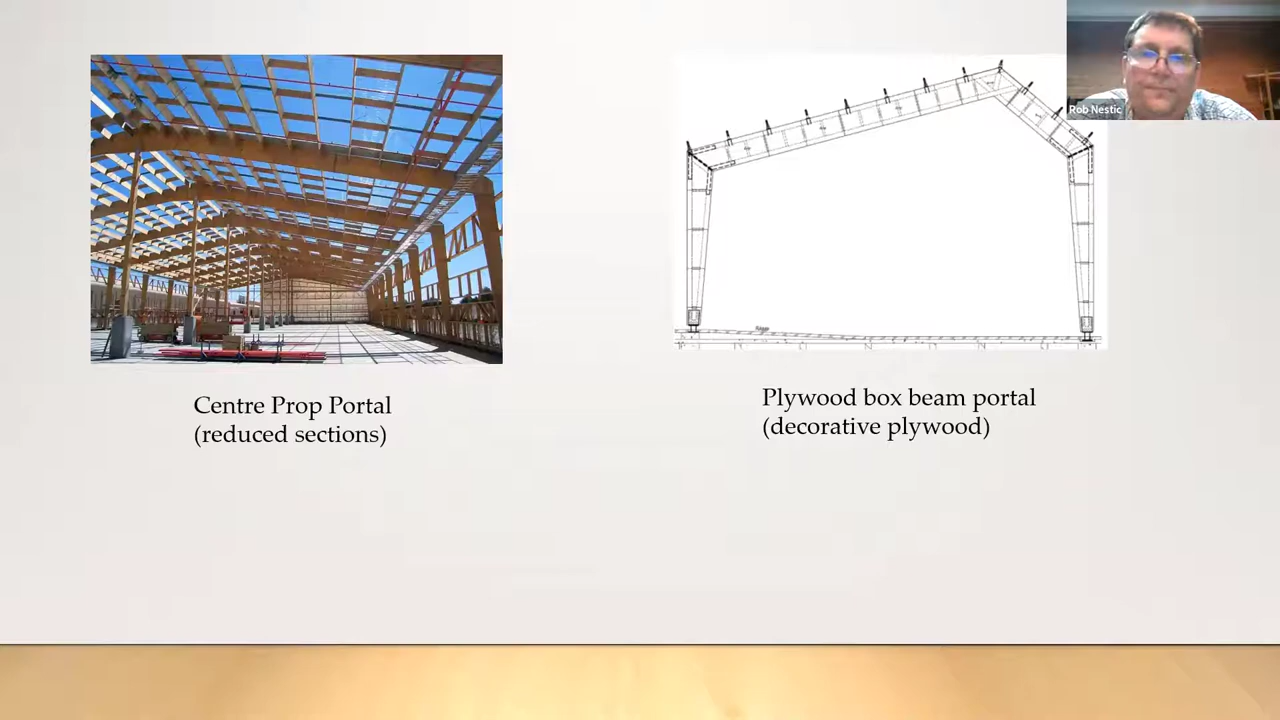 Rob Nestic
Centre Prop Portal
(reduced sections)
Plywood box beam portal
(decorative plywood)